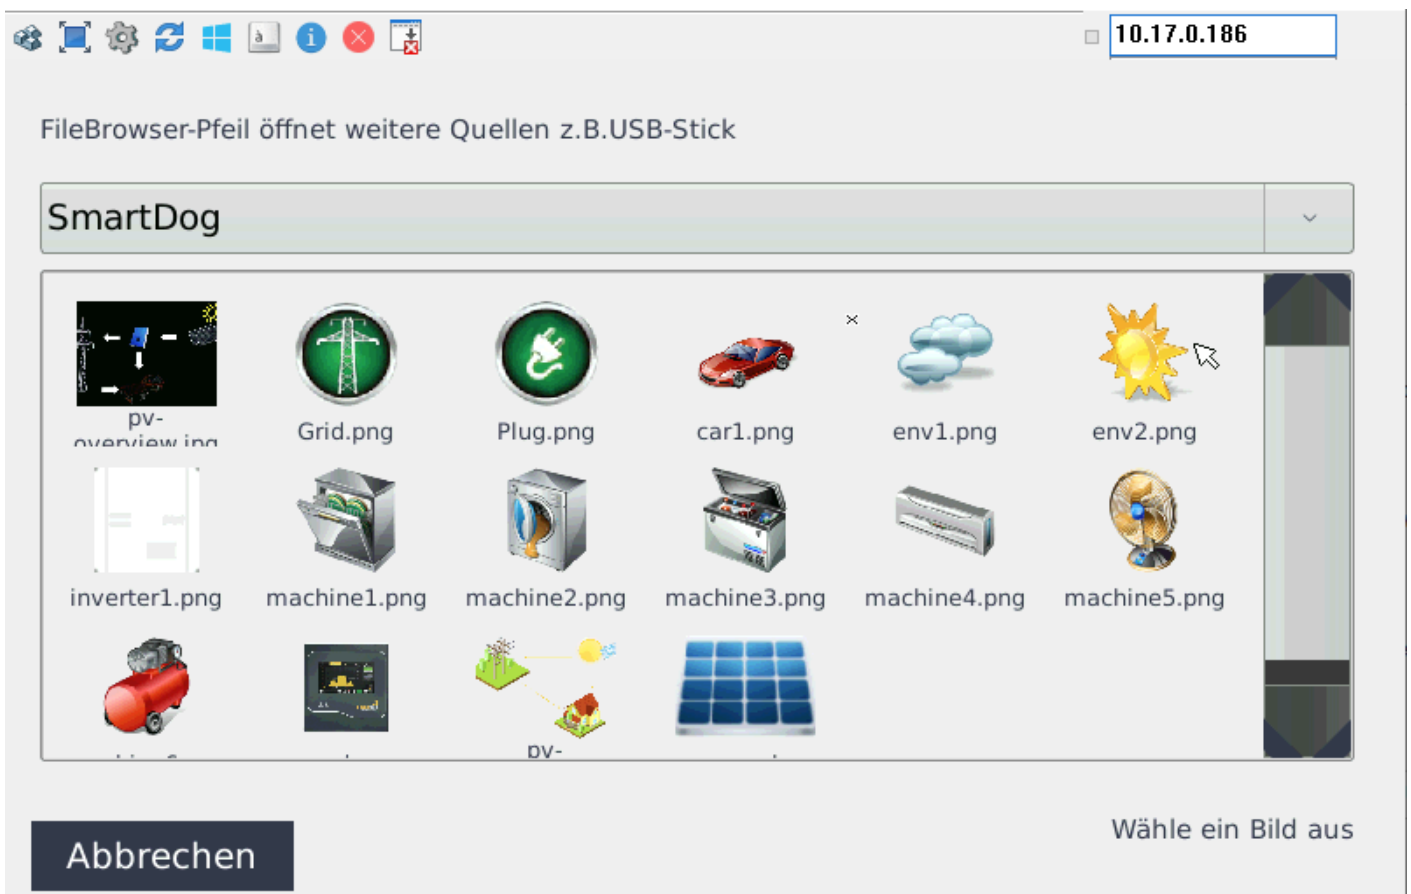 10.17.0.186
FileBrowser-Pfeil öffnet weitere Quellen z.B.USB-Stick
SmartDog
pv-
overview.jpg
Grid.png
Plug.png
car1.png
env1.png
env2.png
inverter1.png
machine1.png
machine2.png
machine3.png
machine4.png
machine5.png
pv-
Wähle ein Bild aus
Abbrechen